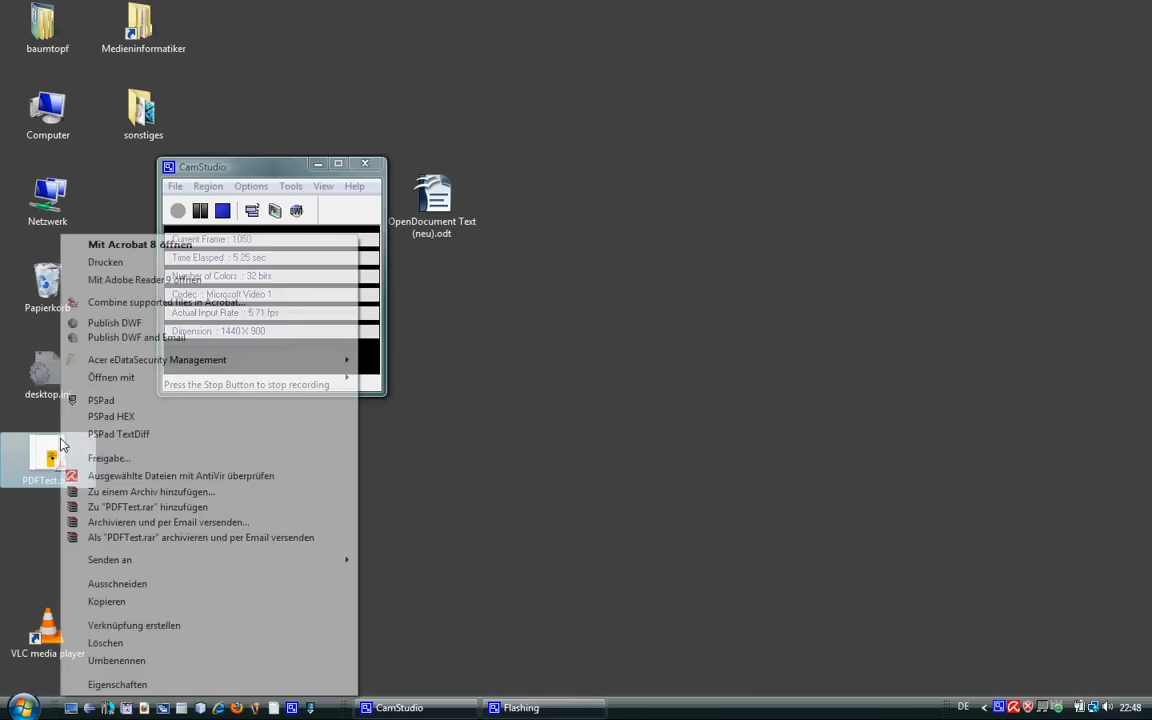 baumtopf
Medieninformatiker
Computer
sonstiges
Netzwerk
Papierkorb
desktop.ini
PDFTest.
VLC media player
OpenDocument Text
(neu).odt
CamStudio
File Region Options Tools View Help
Current Frame : 1050
Time Elasped : 5.25 sec
Number of Colors : 32 bits
Codec : Microsoft Video 1
Actual Input Rate : 5.71 fps
Dimension : 1440 X 900
Press the Stop Button to stop recording
Mit Acrobat 8 öffnen
Drucken
Mit Adobe Reader 9 öffnen
Combine supported files in Acrobat...
Publish DWF
Publish DWF and Email
Acer eDataSecurity Management
Öffnen mit
PSPad
PSPad HEX
PSPad TextDiff
Freigabe...
Ausgewählte Dateien mit AntiVir überprüfen
Zu einem Archiv hinzufügen...
Zu "PDFTest.rar" hinzufügen
Archivieren und per Email versenden...
Als "PDFTest.rar" archivieren und per Email versenden
Senden an
Ausschneiden
Kopieren
Verknüpfung erstellen
Löschen
Umbenennen
Eigenschaften
CamStudio
Flashing
DE
22:48